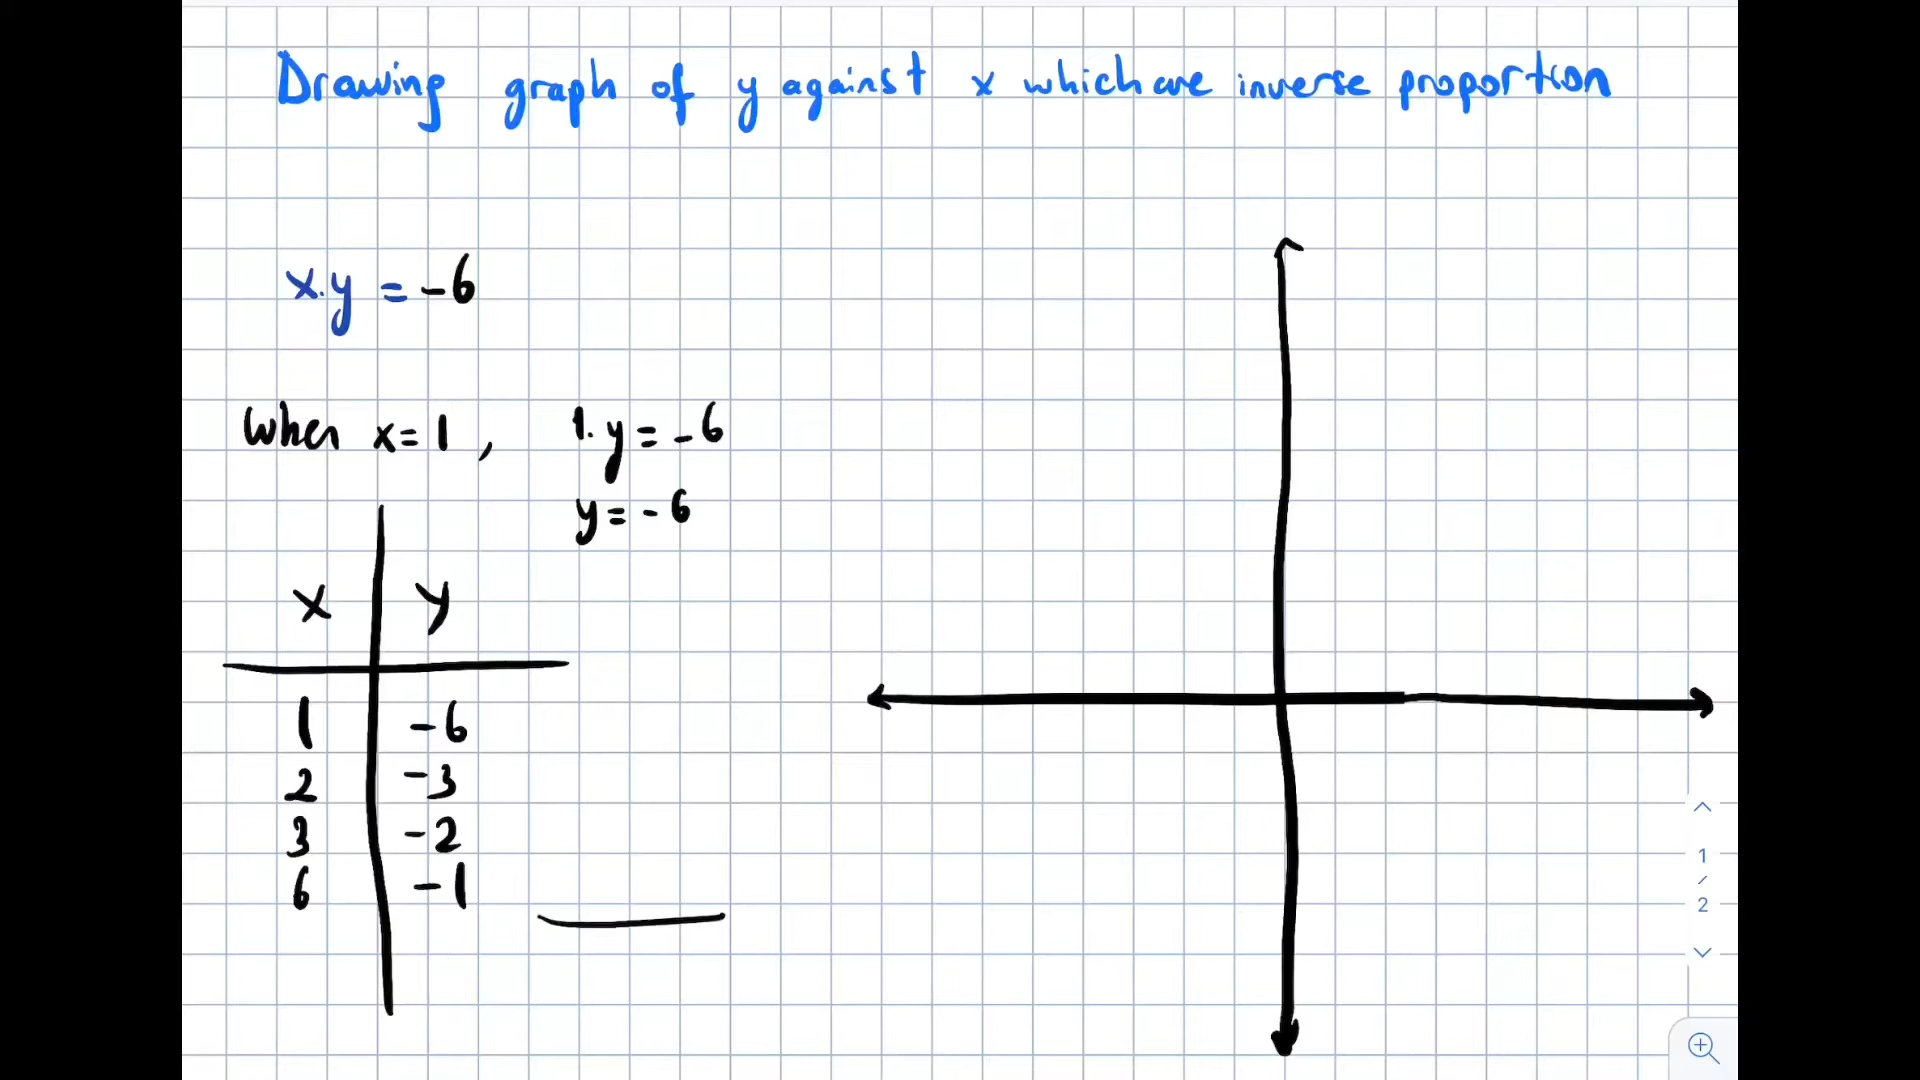 Drawing graph of y against x which are inverse proportion
x.y = -6
When x=1, 1.y = -6
y = -6
x y
1 -6
2 -3
3 -2
6 -1
1
/
2